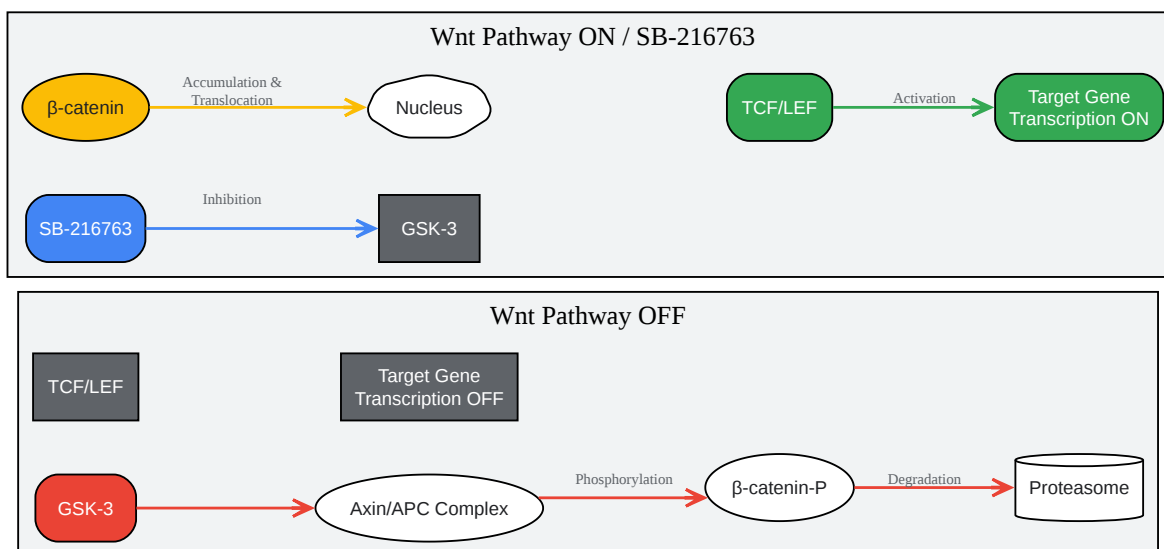 Wnt Pathway ON / SB-216763
β-catenin
Accumulation &
Translocation
Nucleus
TCF/LEF
Activation
Target Gene
Transcription ON
SB-216763
Inhibition
GSK-3
Wnt Pathway OFF
TCF/LEF
Target Gene
Transcription OFF
GSK-3
Axin/APC Complex
Phosphorylation
β-catenin-P
Degradation
Proteasome